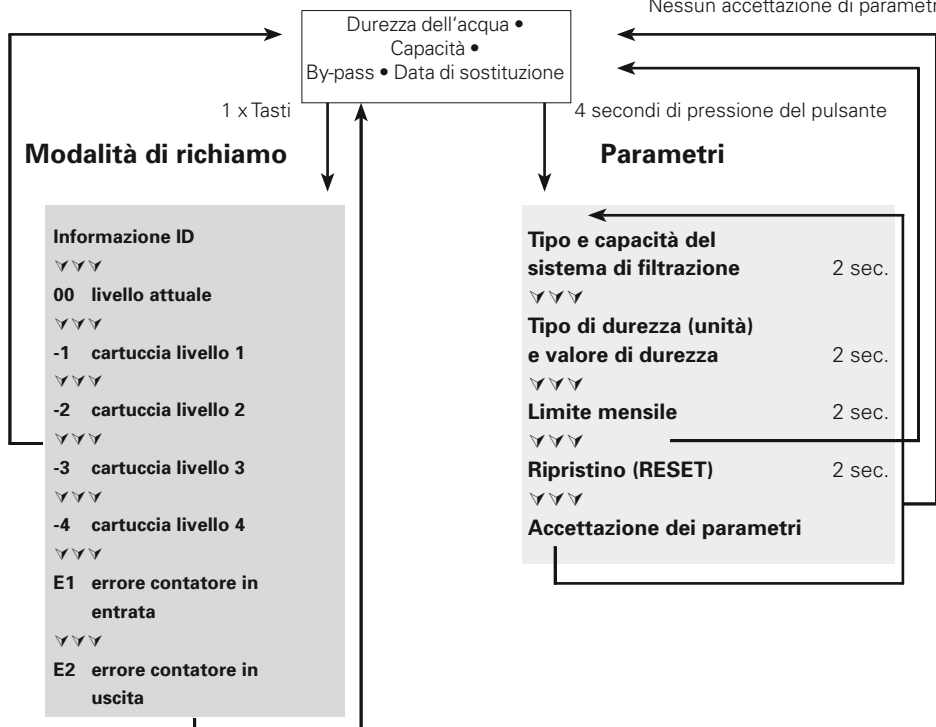 Nessun accettazione di parametr
Durezza dell'acqua •
Capacità •
By-pass • Data di sostituzione
1 x Tasti
4 secondi di pressione del pulsante
Modalità di richiamo
Parametri
Informazione ID
00 livello attuale
-1 cartuccia livello 1
-2 cartuccia livello 2
-3 cartuccia livello 3
-4 cartuccia livello 4
E1 errore contatore in
entrata
E2 errore contatore in
uscita
Tipo e capacità del
sistema di filtrazione 2 sec.
Tipo di durezza (unità)
e valore di durezza 2 sec.
Limite mensile 2 sec.
Ripristino (RESET) 2 sec.
Accettazione dei parametri